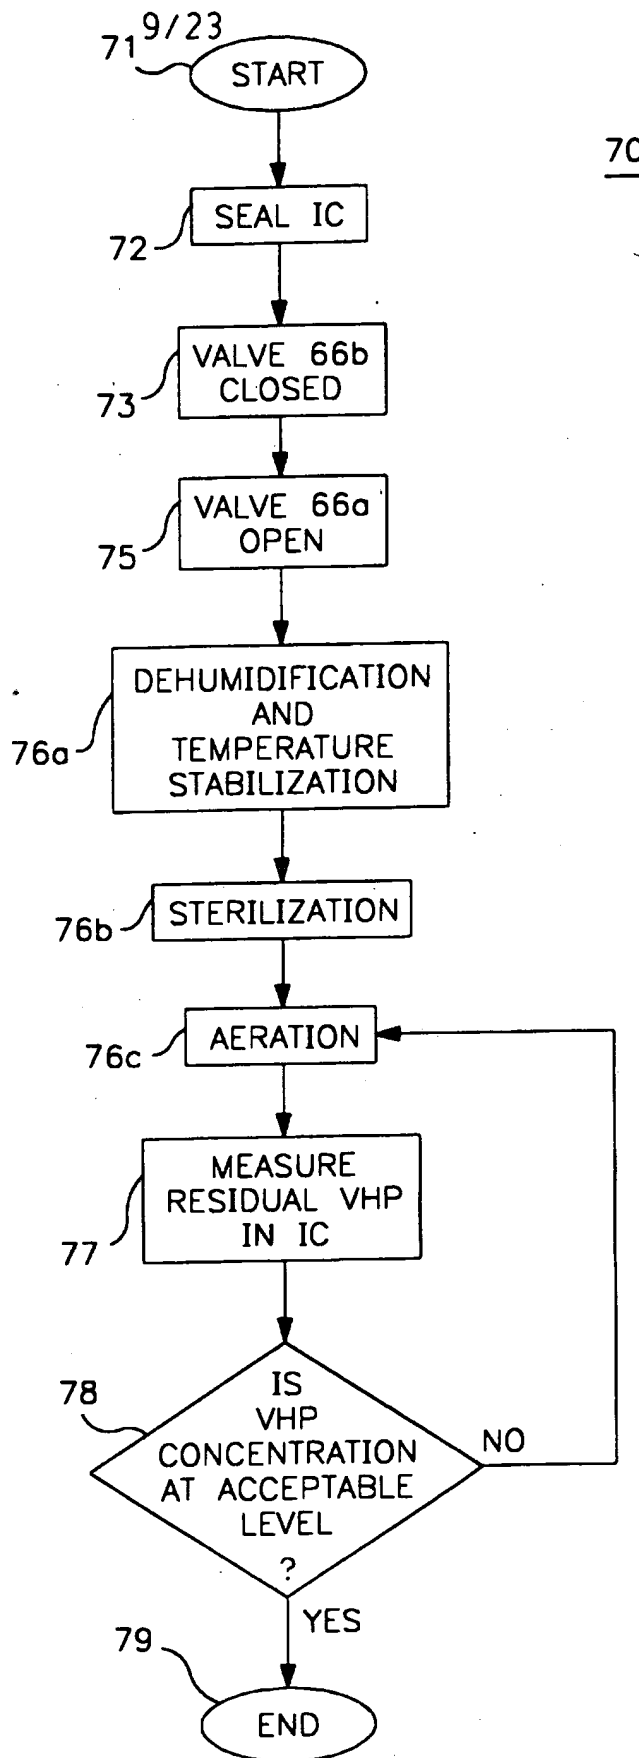 9/23
71
START
70
72
SEAL IC
73
VALVE 66b
CLOSED
75
VALVE 66a
OPEN
76a
DEHUMIDIFICATION
AND
TEMPERATURE
STABILIZATION
76b
STERILIZATION
76c
AERATION
77
MEASURE
RESIDUAL VHP
IN IC
78
IS
VHP
CONCENTRATION
AT ACCEPTABLE
LEVEL
?
NO
YES
79
END